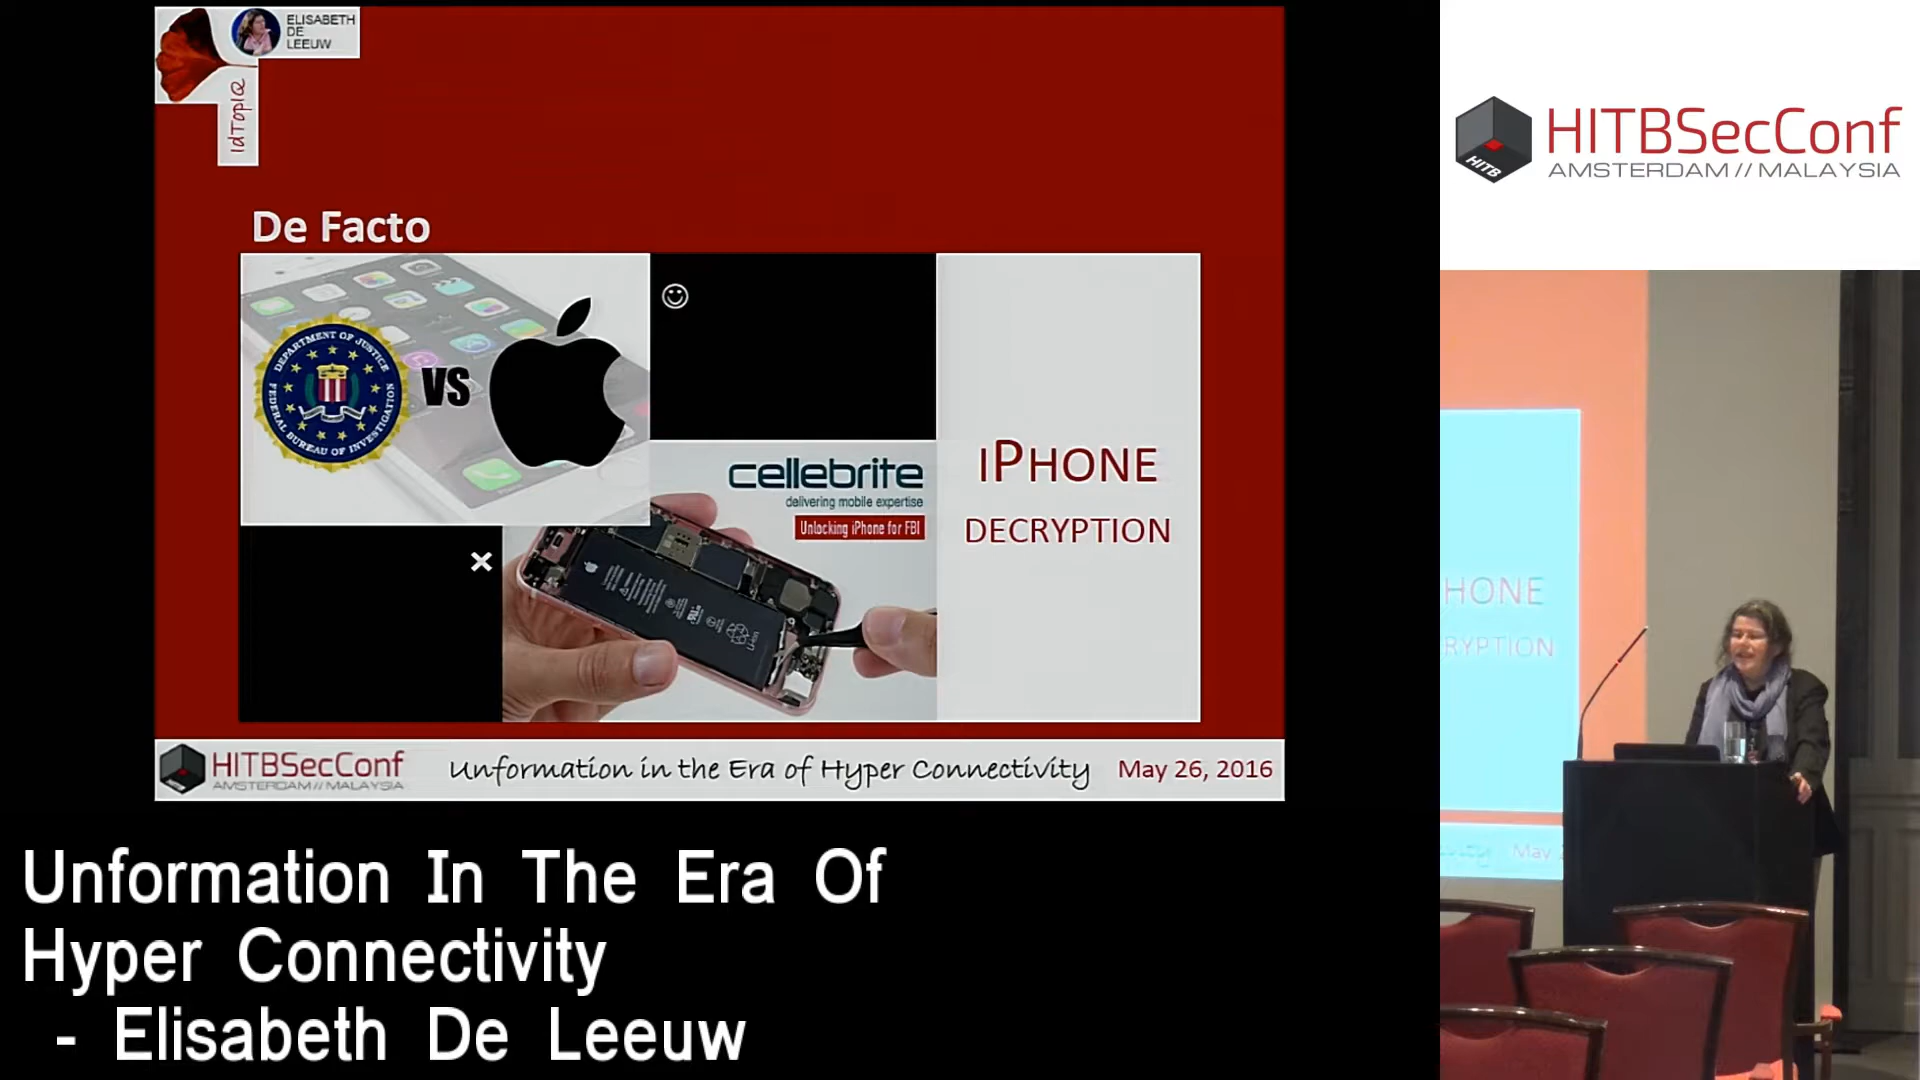 ELISABETH
DE
LEEUW
IdTopIQ
De Facto
DEPARTMENT OF JUSTICE
FEDERAL BUREAU OF INVESTIGATION
VS
cellebrite
delivering mobile expertise
Unlocking iPhone for FBI
IPHONE
DECRYPTION
HITB
HITBSecConf
AMSTERDAM // MALAYSIA
HONE
RYPTION
May 2
HITBSecConf
AMSTERDAM // MALAYSIA
Unformation in the Era of Hyper Connectivity
May 26, 2016
Unformation In The Era Of
Hyper Connectivity
- Elisabeth De Leeuw